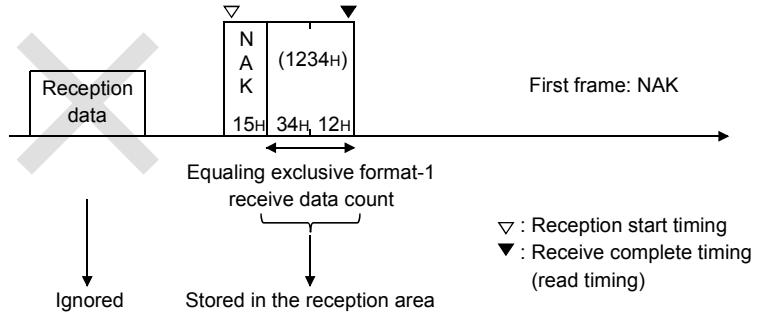 N
A
K
(1234H)
Reception
data
First frame: NAK
15H 34H 12H
Equaling exclusive format-1
receive data count
▽ : Reception start timing
▼ : Receive complete timing
(read timing)
Ignored
Stored in the reception area